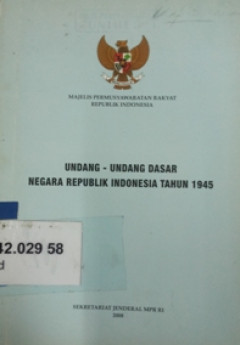 MAJELIS PERMUSYAWARATAN RAKYAT
REPUBLIK INDONESIA
UNDANG - UNDANG DASAR
NEGARA REPUBLIK INDONESIA TAHUN 1945
42.029 58
d
SEKRETARIAT JENDERAL MPR RI